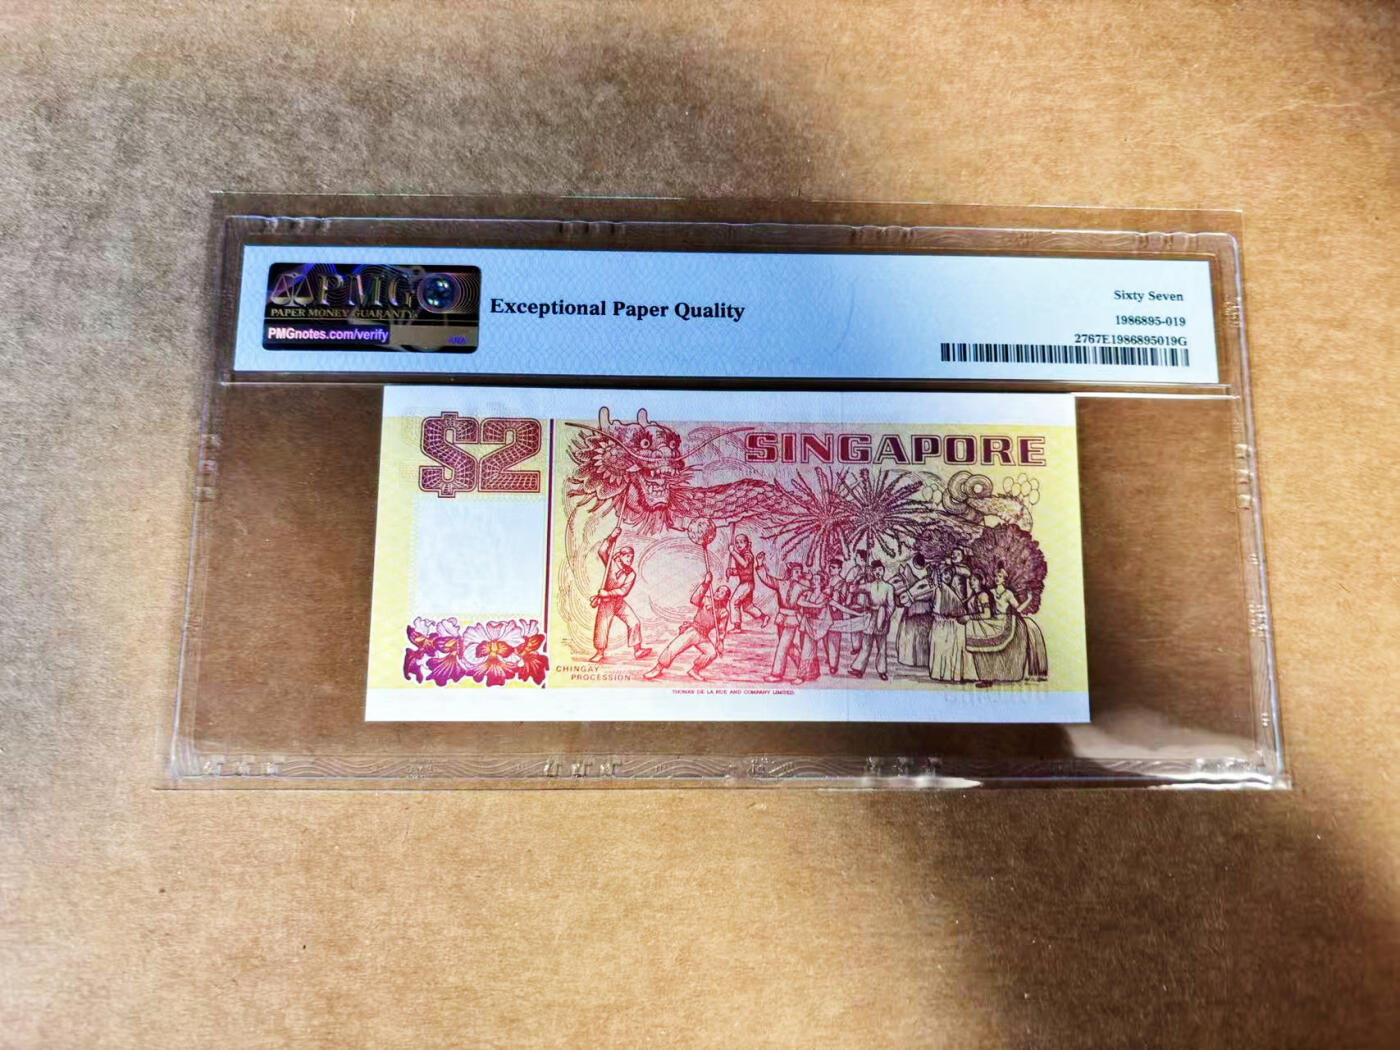 PMG
PAPER MONEY GUARANTY
PMGnotes.com/verify
Exceptional Paper Quality
Sixty Seven
1986895-019
2767E1986895019G
$2
SINGAPORE
CHINGAY
PROCESSION
THOMAS DE LA RUE AND COMPANY LIMITED.